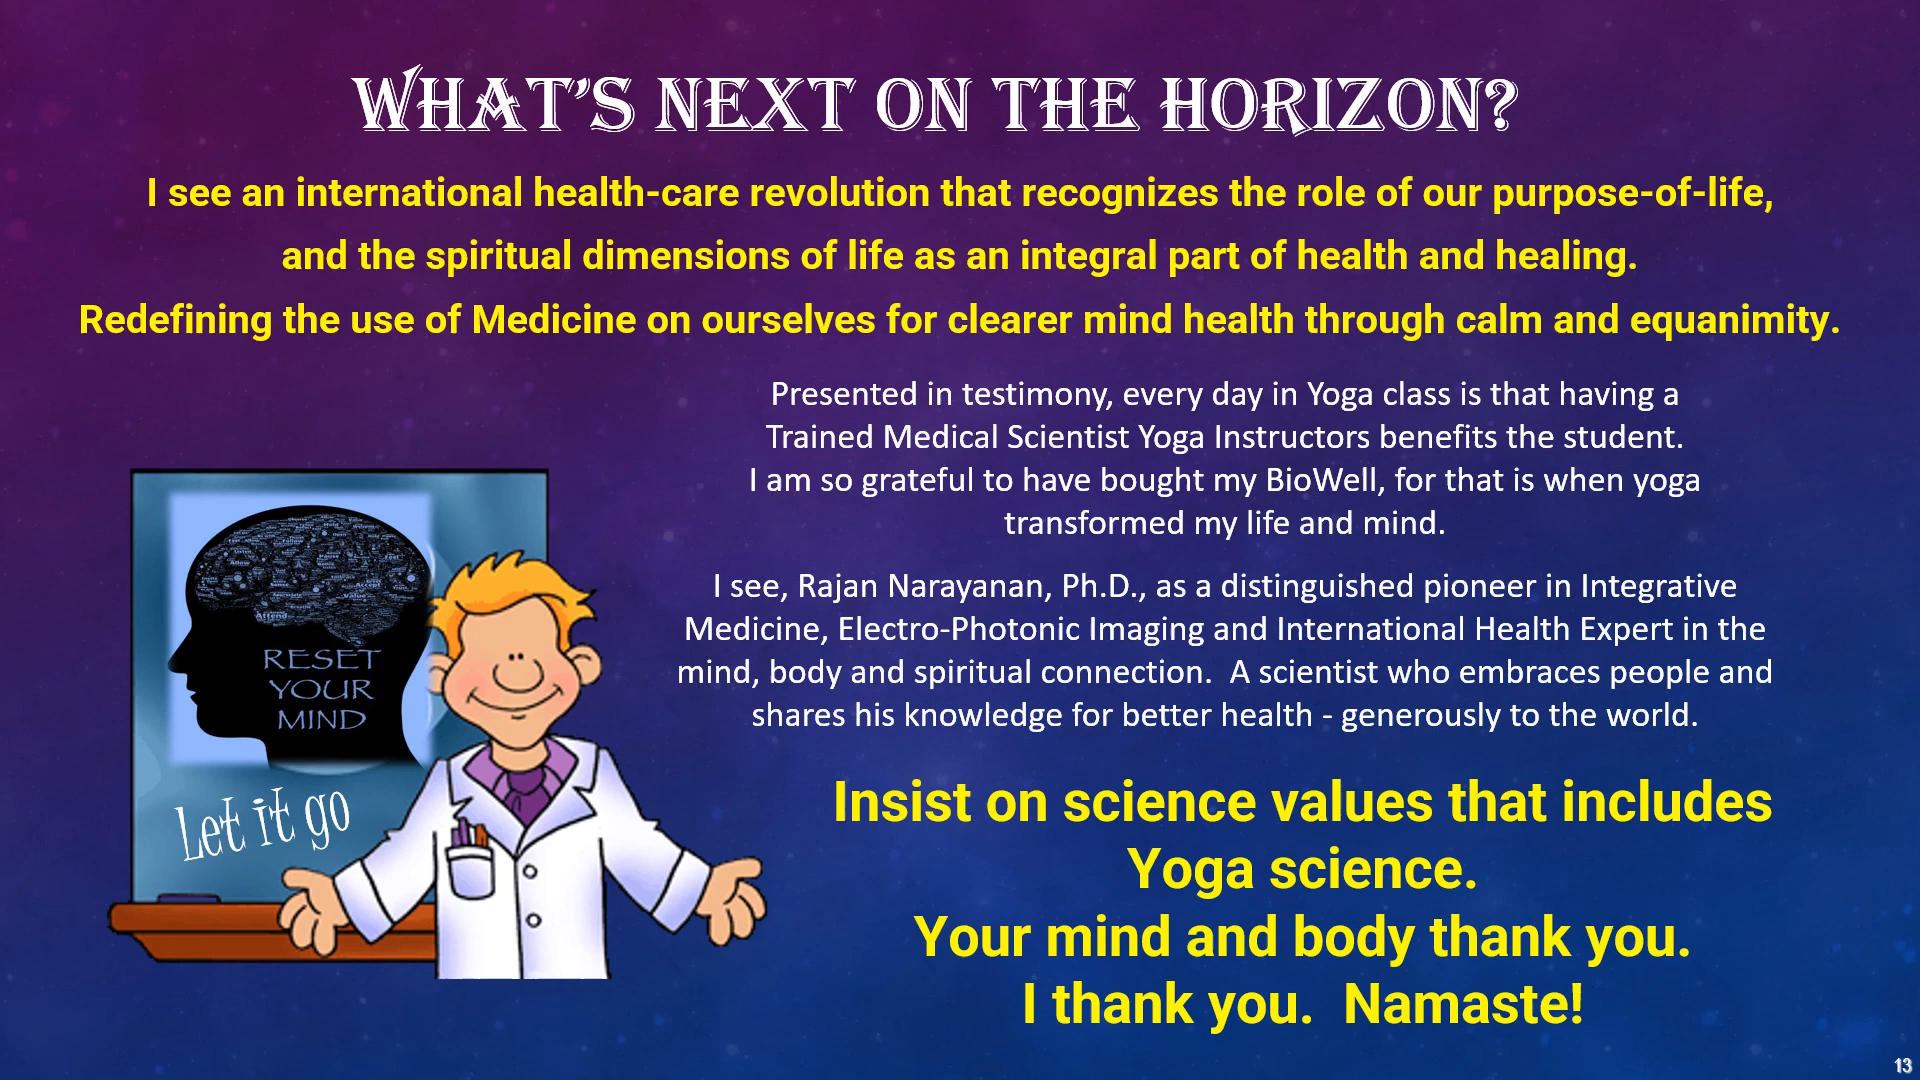 WHAT'S NEXT ON THE HORIZON?
I see an international health-care revolution that recognizes the role of our purpose-of-life,
and the spiritual dimensions of life as an integral part of health and healing.
Redefining the use of Medicine on ourselves for clearer mind health through calm and equanimity.
Presented in testimony, every day in Yoga class is that having a
Trained Medical Scientist Yoga Instructors benefits the student.
I am so grateful to have bought my BioWell, for that is when yoga
transformed my life and mind.
I see, Rajan Narayanan, Ph.D., as a distinguished pioneer in Integrative
Medicine, Electro-Photonic Imaging and International Health Expert in the
mind, body and spiritual connection.  A scientist who embraces people and
shares his knowledge for better health - generously to the world.
Attend
RESET
YOUR
MIND
Let it go
Insist on science values that includes
Yoga science.
Your mind and body thank you.
I thank you.  Namaste!
13